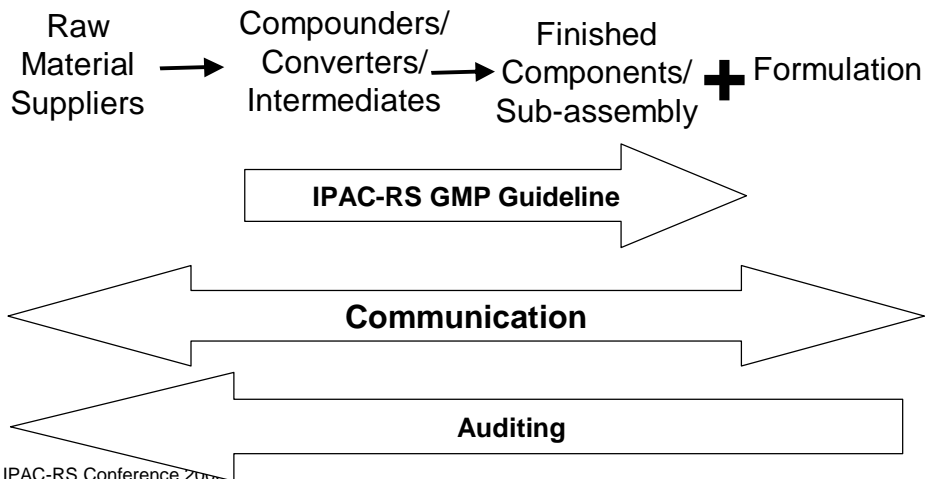 Raw
Material
Suppliers
Compounders/
Converters/
Intermediates
Finished
Components/
Sub-assembly
+
Formulation
IPAC-RS GMP Guideline
Communication
Auditing
IPAC-RS Conference